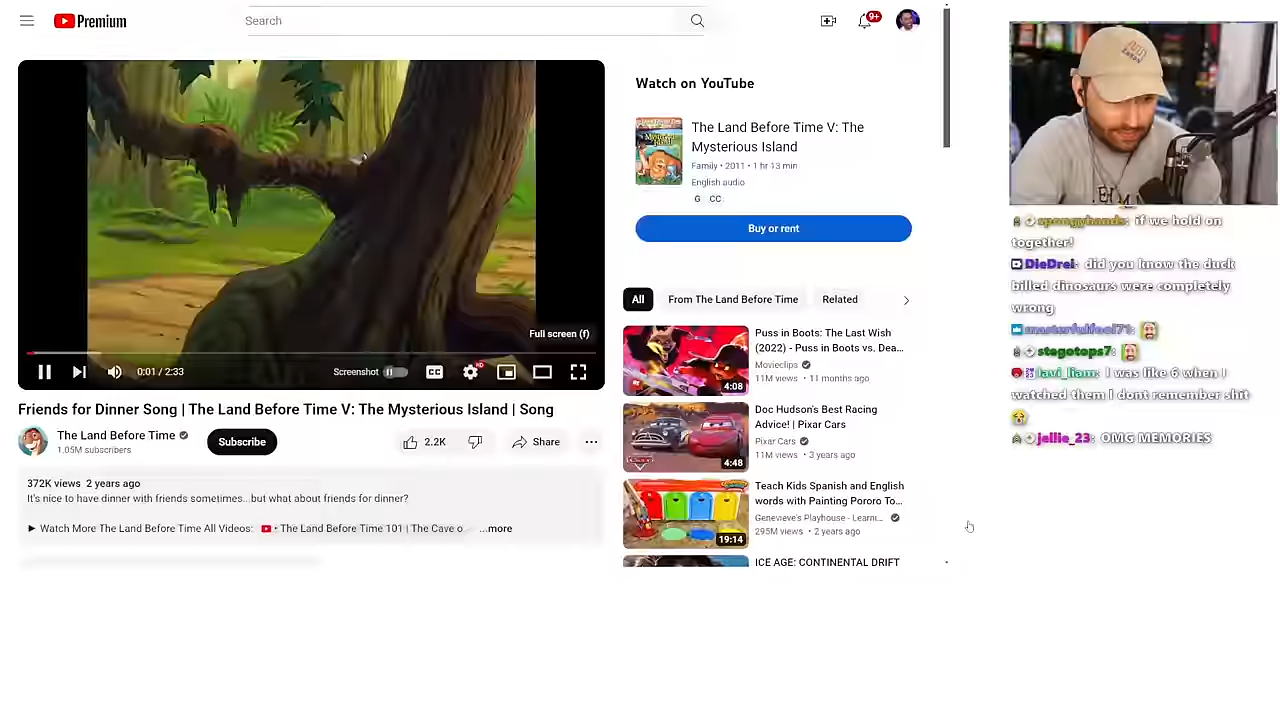 Premium
Search
9+
Watch on YouTube
The Land Before Time V: The
Mysterious Island
Family • 2011 • 1 hr 13 min
English audio
G CC
Buy or rent
All
From The Land Before Time
Related
Full screen (f)
0:01 / 2:33
Screenshot
CC
HD
Friends for Dinner Song | The Land Before Time V: The Mysterious Island | Song
The Land Before Time
1.05M subscribers
Subscribe
2.2K
Share
372K views 2 years ago
It's nice to have dinner with friends sometimes...but what about friends for dinner?
► Watch More The Land Before Time All Videos:
• The Land Before Time 101 | The Cave o
...more
Puss in Boots: The Last Wish
(2022) - Puss in Boots vs. Dea...
Movieclips
11M views • 11 months ago
4:08
Doc Hudson's Best Racing
Advice! | Pixar Cars
Pixar Cars
11M views • 3 years ago
4:48
Teach Kids Spanish and English
words with Painting Pororo To...
Genevieve's Playhouse - Learni...
295M views • 2 years ago
19:14
ICE AGE: CONTINENTAL DRIFT
spongyhands: if we hold on
together!
DieDrei: did you know the duck
billed dinosaurs were completely
wrong
masterfulfool71:
stegotops7:
lavi_liam: I was like 6 when I
watched them I dont remember shit
jellie_23: OMG MEMORIES